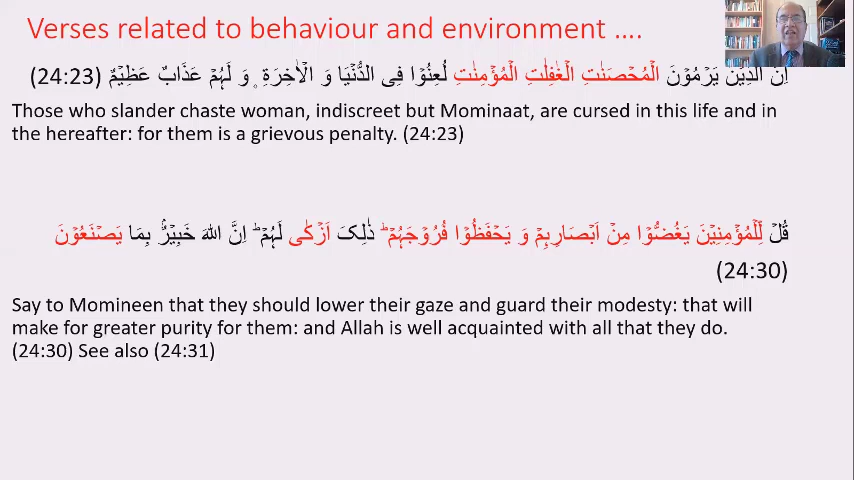 Verses related to behaviour and environment ....
اِنَّ الَّذِیۡنَ یَرۡمُوۡنَ الۡمُحۡصَنٰتِ الۡغٰفِلٰتِ الۡمُؤۡمِنٰتِ لُعِنُوۡا فِی الدُّنۡیَا وَ الۡاٰخِرَۃِ ۪ وَ لَہُمۡ عَذَابٌ عَظِیۡمٌ (24:23)
Those who slander chaste woman, indiscreet but Mominaat, are cursed in this life and in
the hereafter: for them is a grievous penalty. (24:23)
قُلۡ لِّلۡمُؤۡمِنِیۡنَ یَغُضُّوۡا مِنۡ اَبۡصَارِہِمۡ وَ یَحۡفَظُوۡا فُرُوۡجَہُمۡ ؕ ذٰلِکَ اَزۡکٰی لَہُمۡ ؕ اِنَّ اللّٰہَ خَبِیۡرٌۢ بِمَا یَصۡنَعُوۡنَ
(24:30)
Say to Momineen that they should lower their gaze and guard their modesty: that will
make for greater purity for them: and Allah is well acquainted with all that they do.
(24:30) See also (24:31)